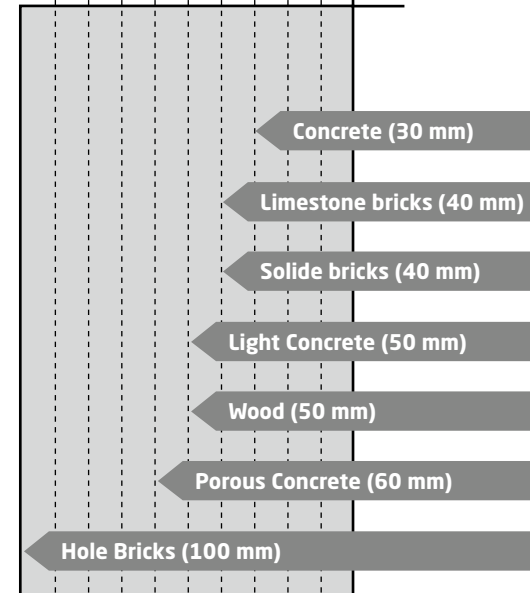 Concrete (30 mm)
Limestone bricks (40 mm)
Solide bricks (40 mm)
Light Concrete (50 mm)
Wood (50 mm)
Porous Concrete (60 mm)
Hole Bricks (100 mm)